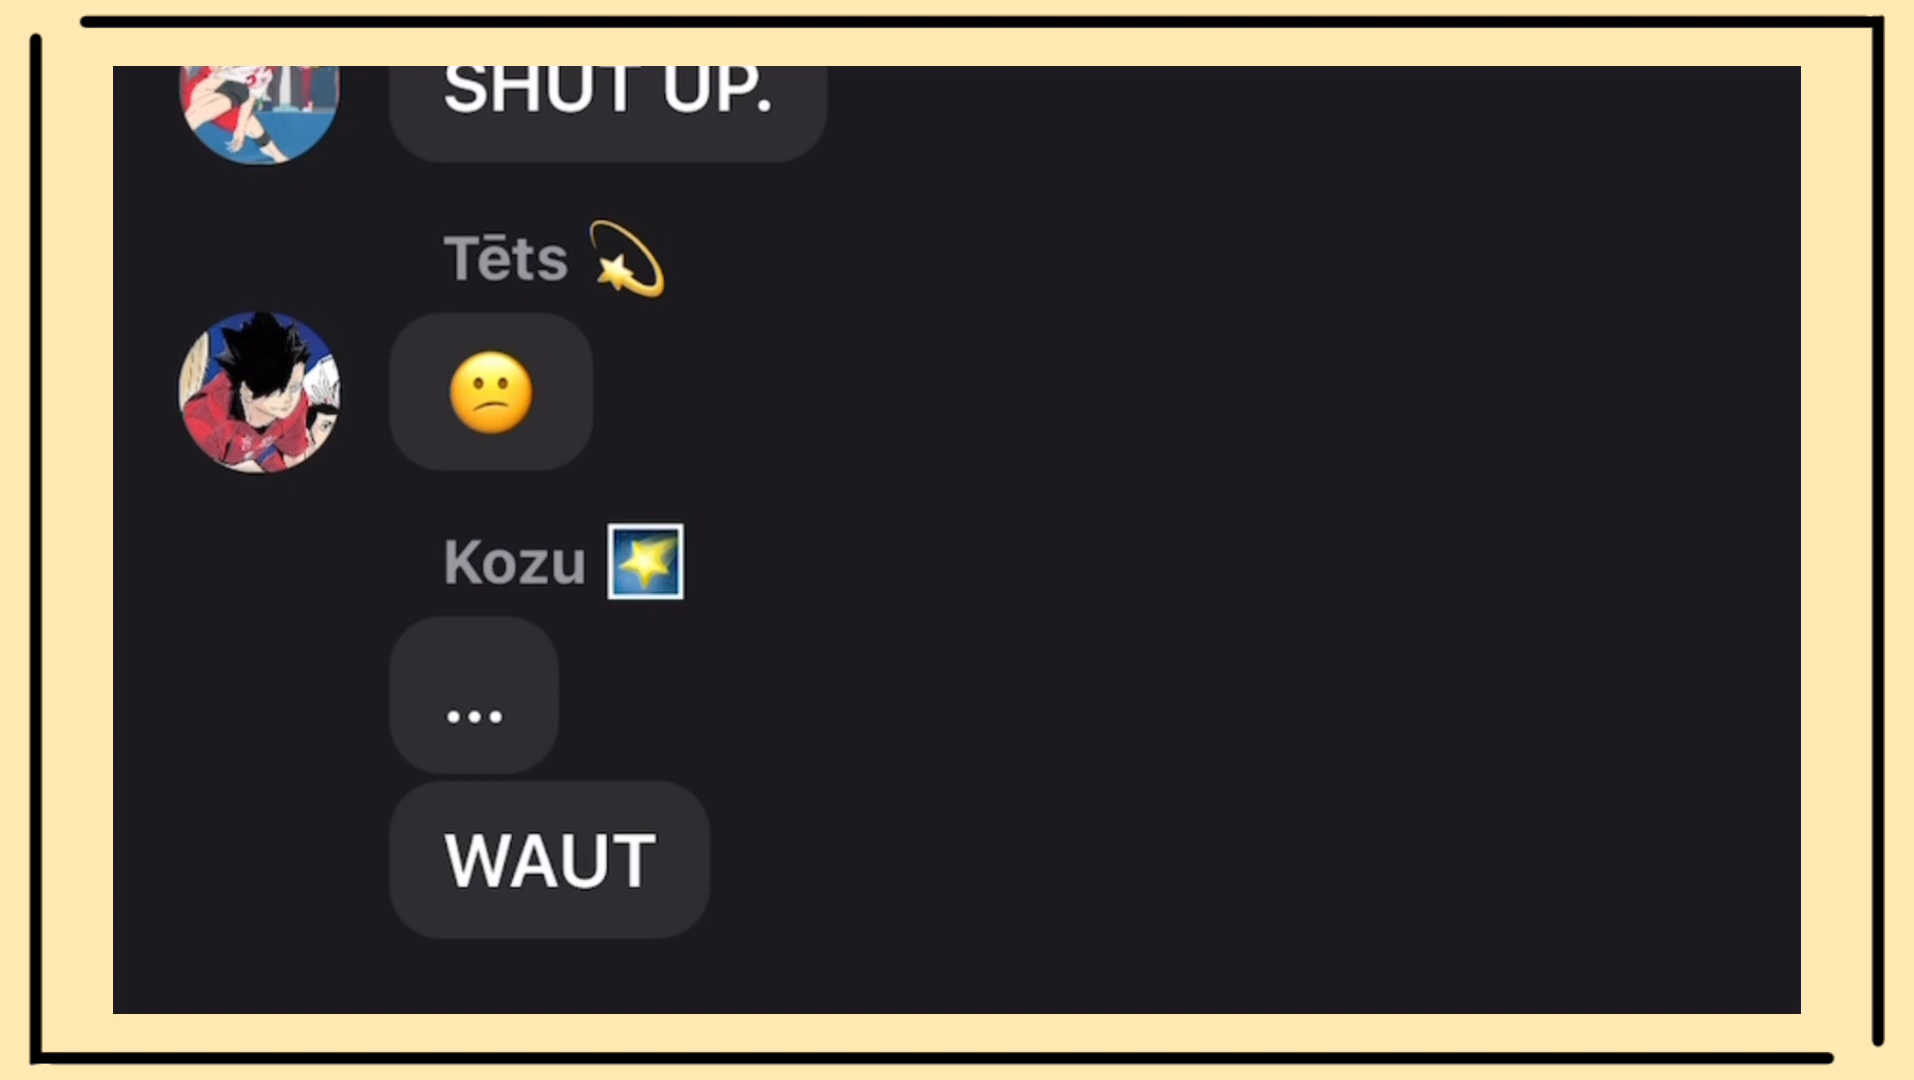 SHUT UP.
Tēts 💫
😕
Kozu 🌠
...
WAUT